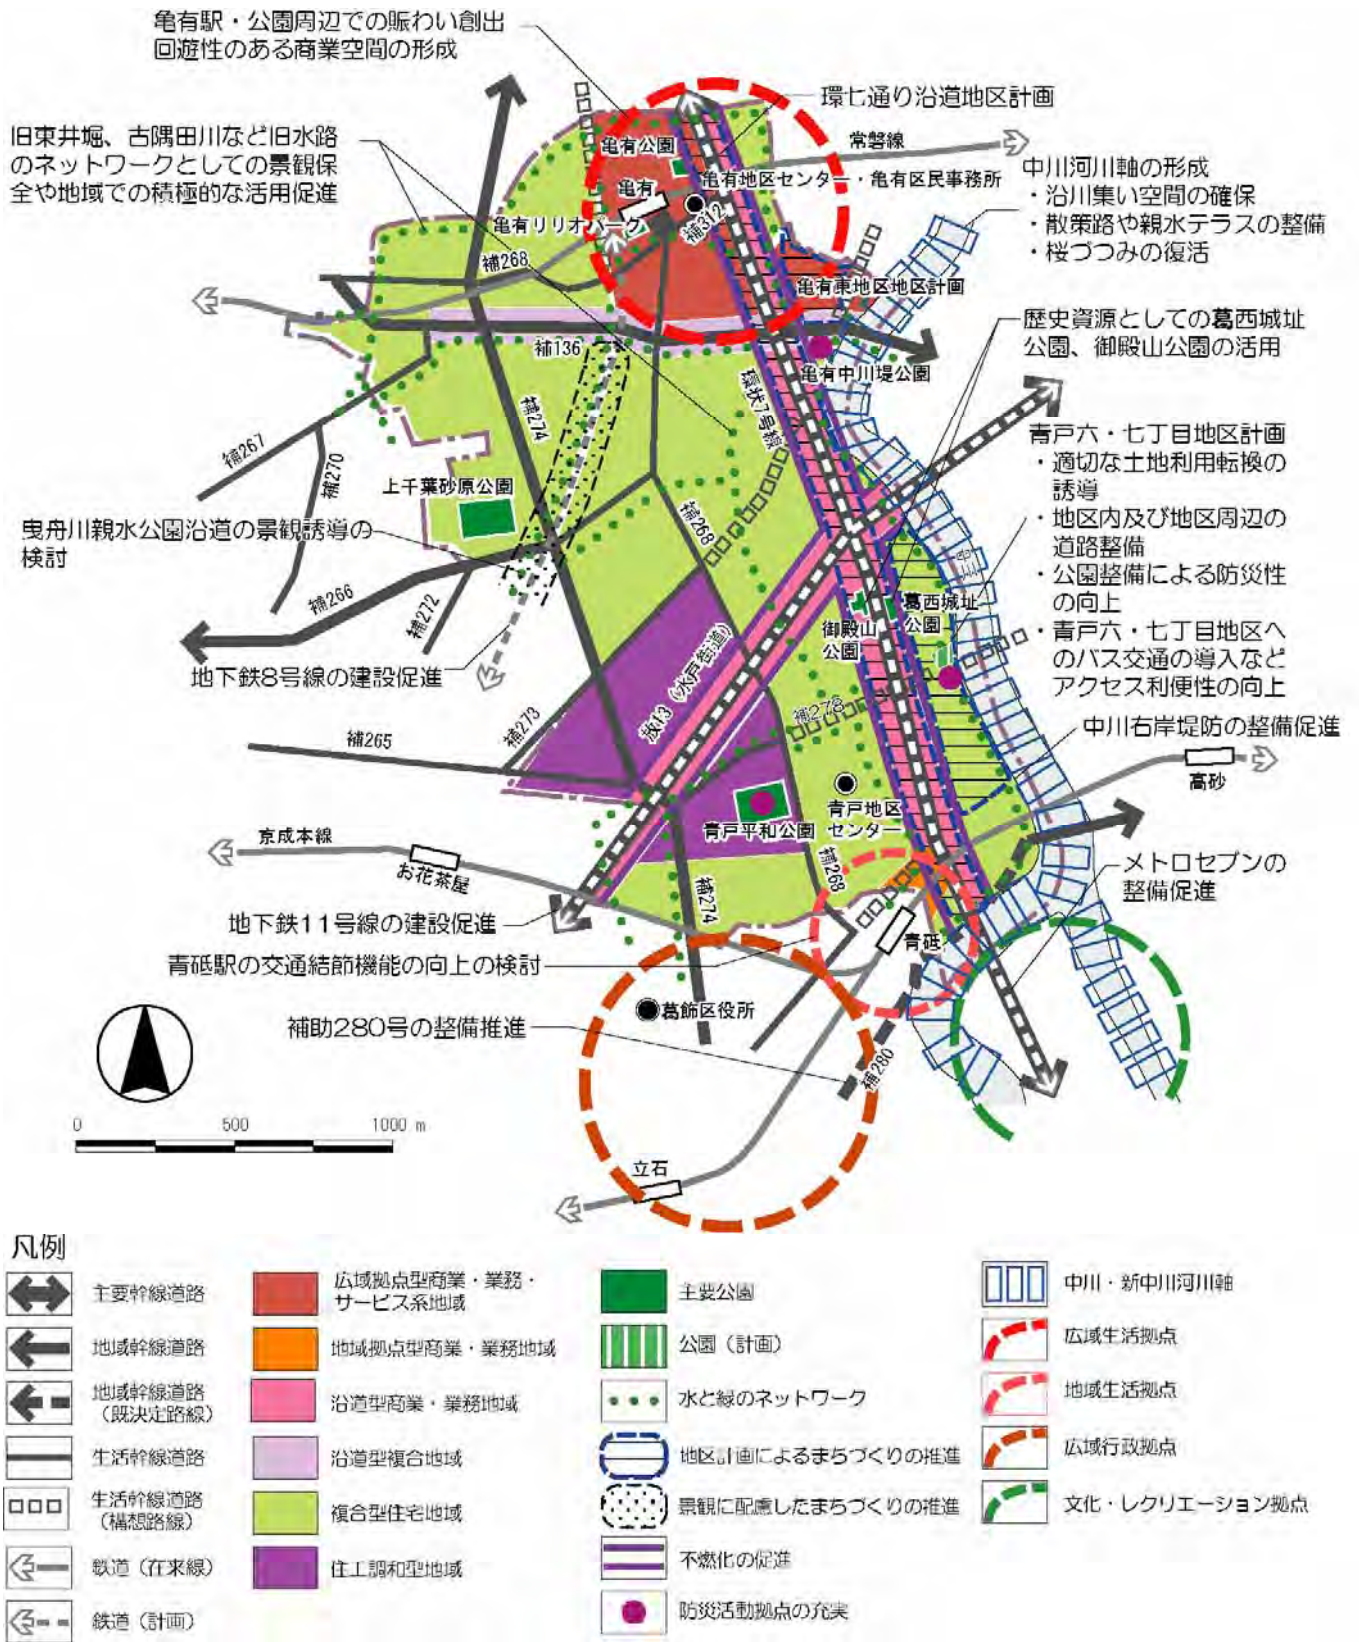 亀有駅・公園周辺での賑わい創出
回遊性のある商業空間の形成
環七通り沿道地区計画
旧東井堀、古隅田川など旧水路
のネットワークとしての景観保
全や地域での積極的な活用促進
常磐線
中川河川軸の形成
・沿川集い空間の確保
・散策路や親水テラスの整備
・桜づつみの復活
亀有公園
亀有地区センター・亀有区民事務所
亀有
亀有リリオパーク
補312
補268
亀有東地区地区計画
歴史資源としての葛西城址
公園、御殿山公園の活用
補136
亀有中川堤公園
環状7号線
補274
青戸六・七丁目地区計画
・適切な土地利用転換の
誘導
・地区内及び地区周辺の
道路整備
・公園整備による防災性
の向上
・青戸六・七丁目地区へ
のバス交通の導入など
アクセス利便性の向上
補267
補270
上千葉砂原公園
曳舟川親水公園沿道の景観誘導の
検討
補268
中川
補266
補272
葛西城址
公園
御殿山
公園
地下鉄8号線の建設促進
放13(水戸街道)
補278
補273
補265
中川右岸堤防の整備促進
高砂
青戸地区
センター
青戸平和公園
京成本線
お花茶屋
補268
メトロセブンの
整備促進
補274
地下鉄11号線の建設促進
青砥
青砥駅の交通結節機能の向上の検討
葛飾区役所
補助280号の整備推進
補280
0 500 1000 m
立石
凡例
主要幹線道路
地域幹線道路
地域幹線道路
(既決定路線)
生活幹線道路
生活幹線道路
(構想路線)
鉄道(在来線)
鉄道(計画)
広域拠点型商業・業務・
サービス系地域
地域拠点型商業・業務地域
沿道型商業・業務地域
沿道型複合地域
複合型住宅地域
住工調和型地域
主要公園
公園(計画)
水と緑のネットワーク
地区計画によるまちづくりの推進
景観に配慮したまちづくりの推進
不燃化の促進
防災活動拠点の充実
中川・新中川河川軸
広域生活拠点
地域生活拠点
広域行政拠点
文化・レクリエーション拠点